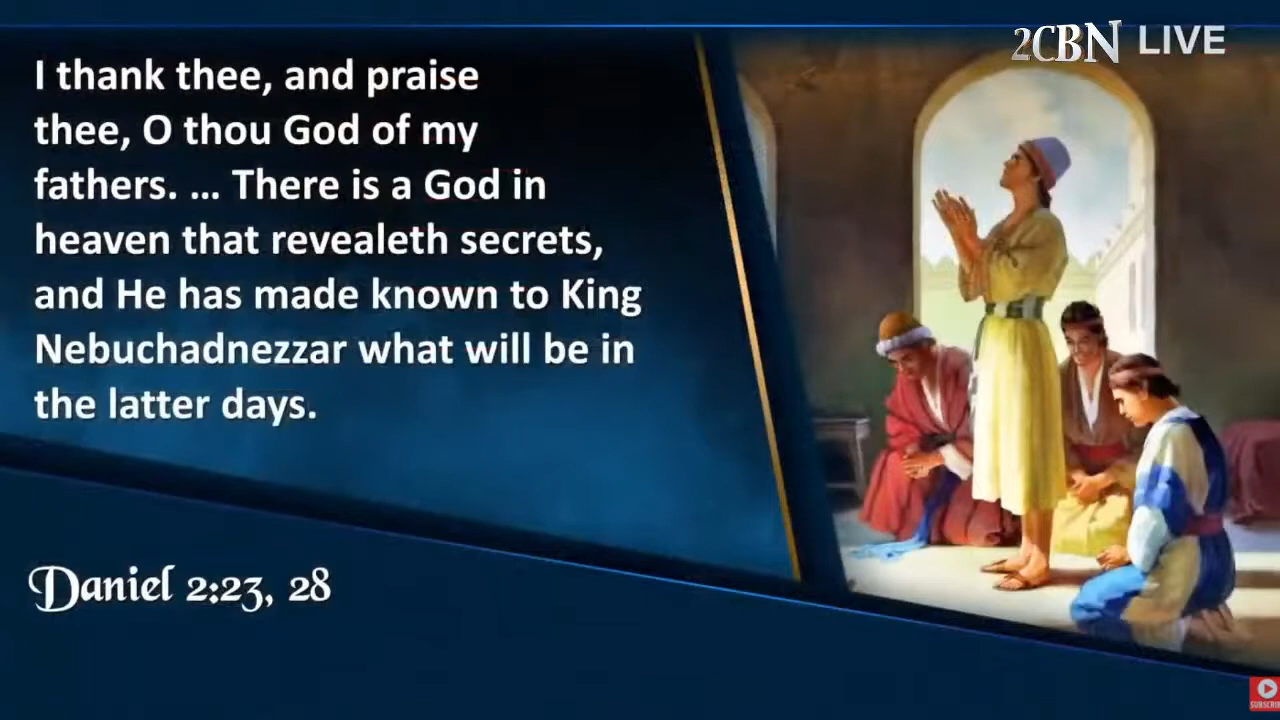 2CBN LIVE
I thank thee, and praise
thee, O thou God of my
fathers. ... There is a God in
heaven that revealeth secrets,
and He has made known to King
Nebuchadnezzar what will be in
the latter days.
Daniel 2:23, 28